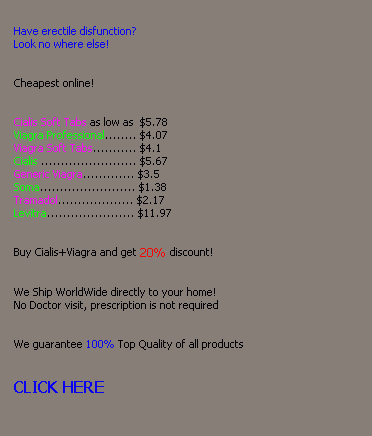 Have erectile disfunction?
Look no where else!
Cheapest online!
Cialis Soft Tabs as low as $5.78
Viagra Professional........ $4.07
Viagra Soft Tabs........... $4.1
Cialis ........................ $5.67
Generic Viagra............. $3.5
Soma........................ $1.38
Tramadol................... $2.17
Levitra...................... $11.97
Buy Cialis+Viagra and get 20% discount!
We Ship WorldWide directly to your home!
No Doctor visit, prescription is not required
We guarantee 100% Top Quality of all products
CLICK HERE